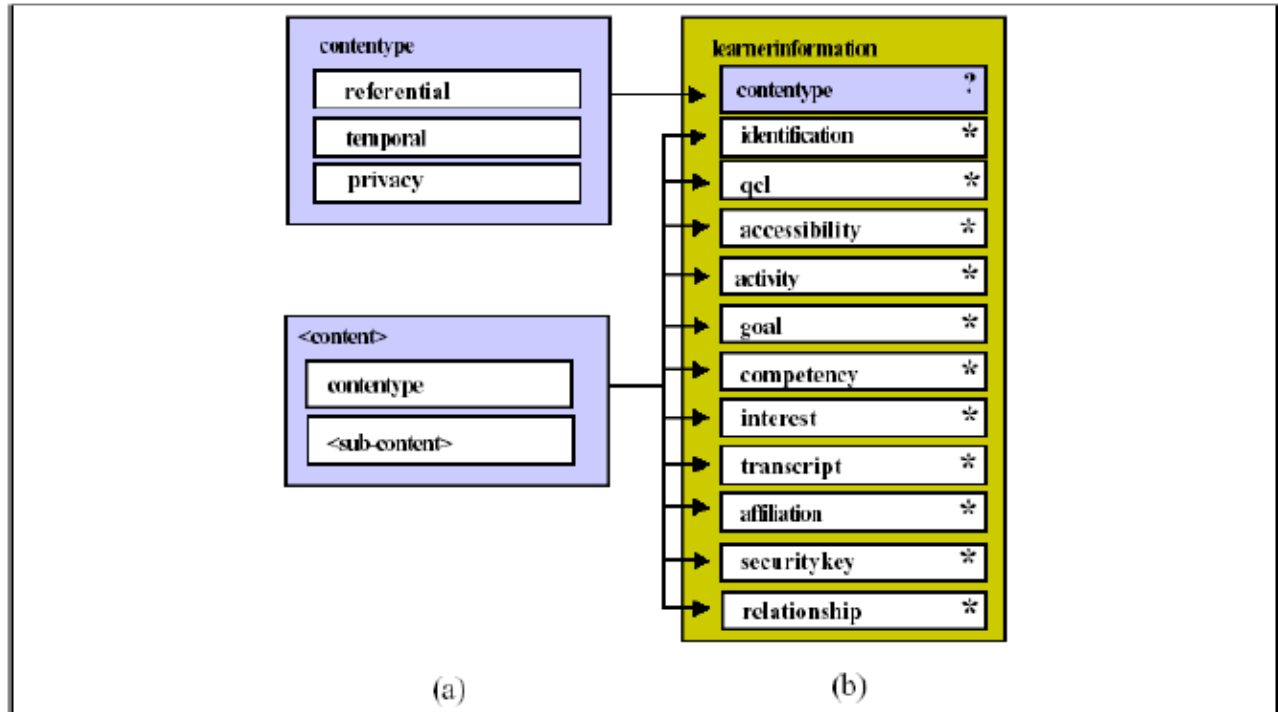 contentype
referential
temporal
privacy
<content>
contentype
<sub-content>
(a)
learnerinformation
contentype ?
identification *
qcl *
accessibility *
activity *
goal *
competency *
interest *
transcript *
affiliation *
securitykey *
relationship *
(b)